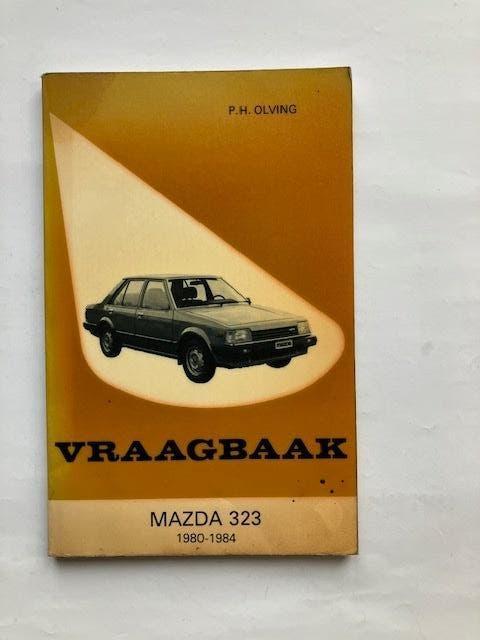 P.H. OLVING
VRAAGBAAK
MAZDA 323
1980-1984